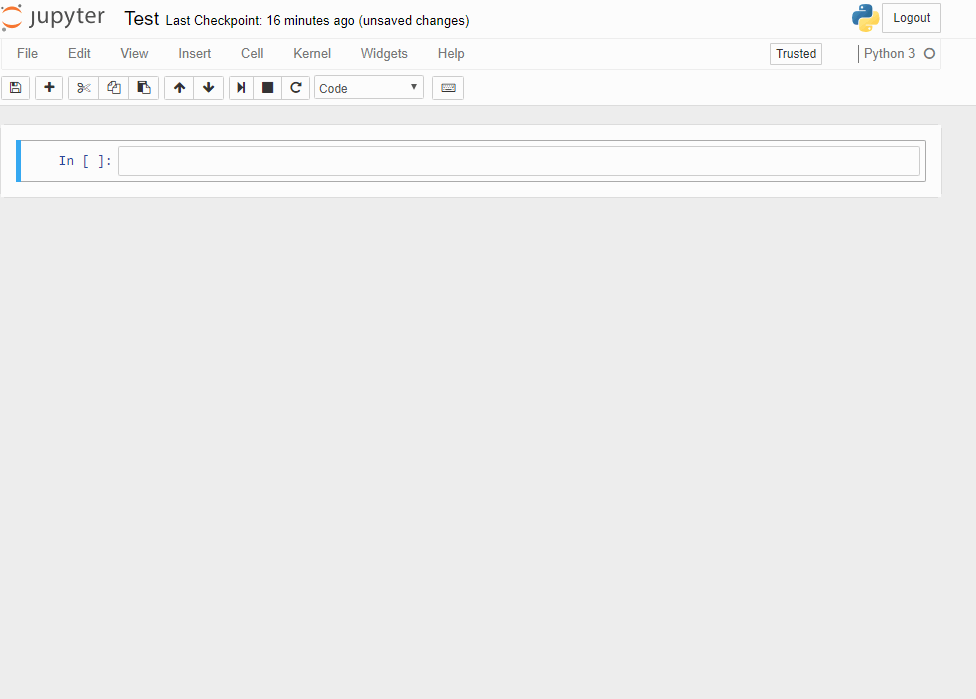 jupyter Test Last Checkpoint: 16 minutes ago (unsaved changes) Logout
File Edit View Insert Cell Kernel Widgets Help Trusted Python 3
Code
In [ ]: